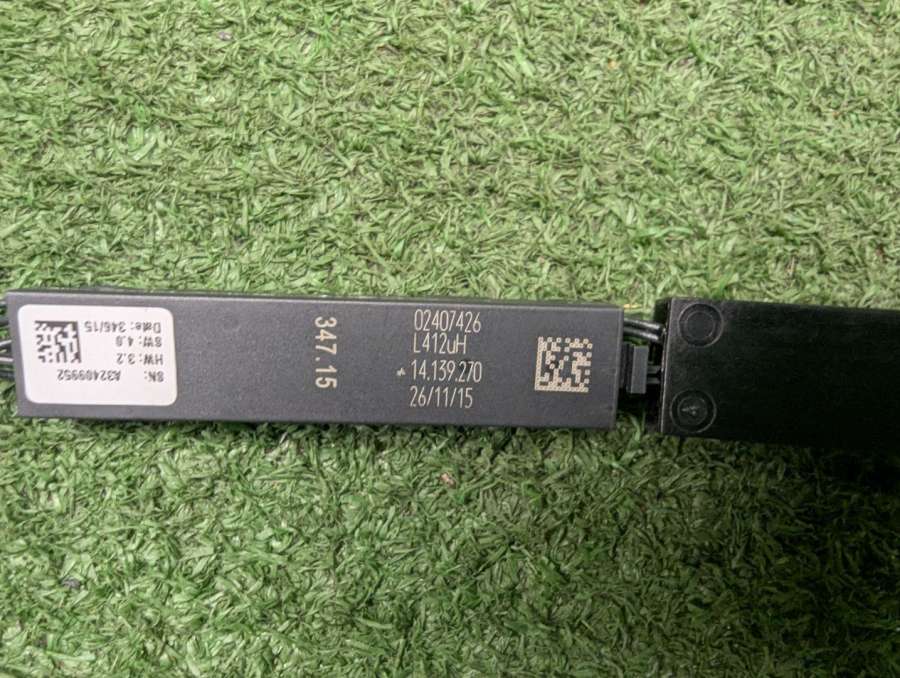 SN:
A32409952
HW: 3.2
SW: 4.0
Date: 346/15
347.15
02407426
L412uH
*14.139.270
26/11/15
A